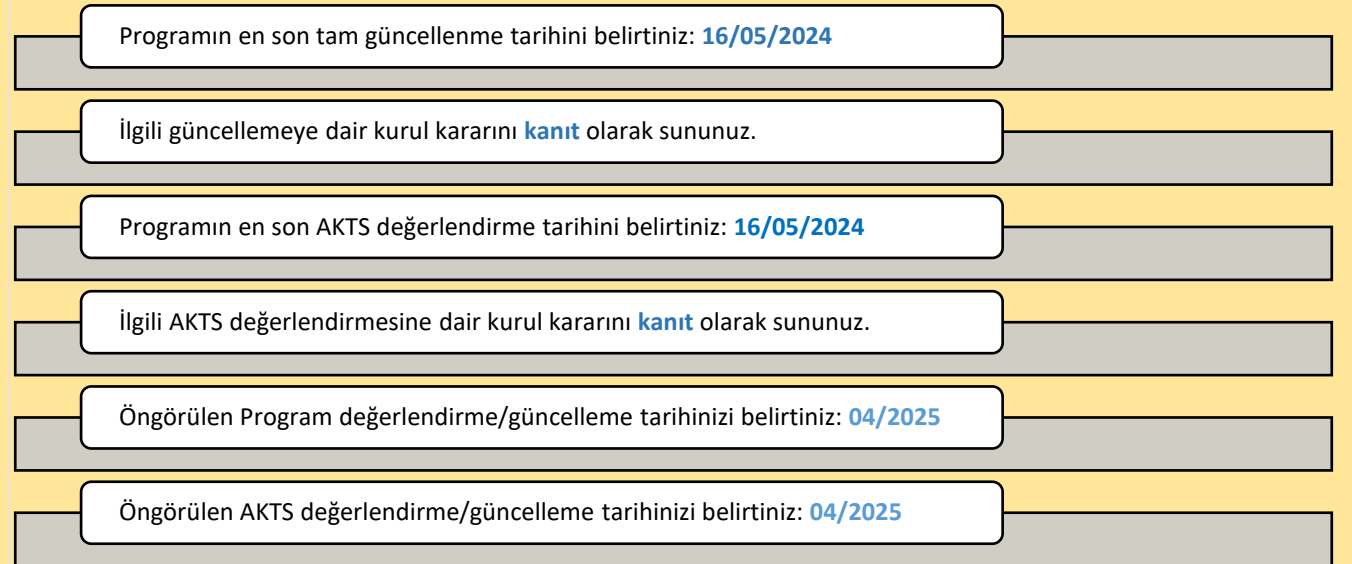 Programın en son tam güncellenme tarihini belirtiniz: 16/05/2024
İlgili güncellemeye dair kurul kararını kanıt olarak sununuz.
Programın en son AKTS değerlendirme tarihini belirtiniz: 16/05/2024
İlgili AKTS değerlendirmesine dair kurul kararını kanıt olarak sununuz.
Öngörülen Program değerlendirme/güncelleme tarihinizi belirtiniz: 04/2025
Öngörülen AKTS değerlendirme/güncelleme tarihinizi belirtiniz: 04/2025